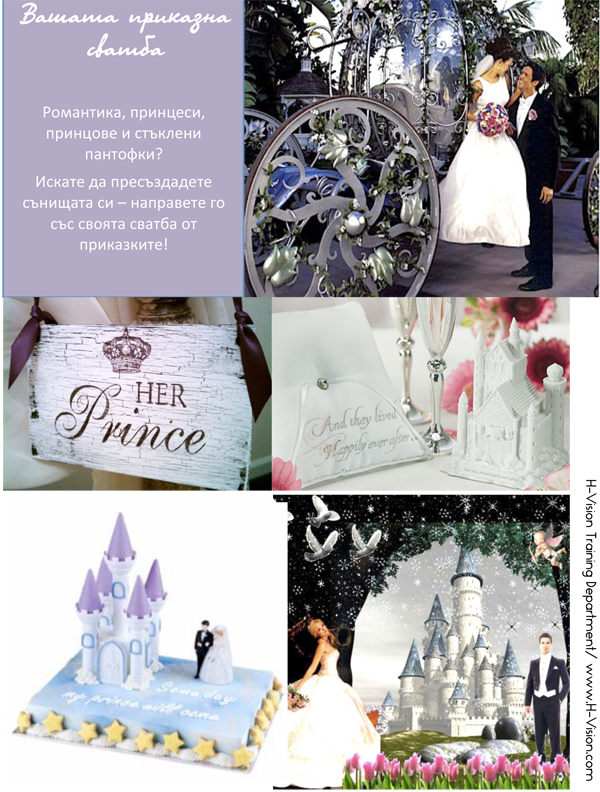 Вашата приказна
сватба
Романтика, принцеси,
принцове и стъклени
пантофки?
Искате да пресъздадете
сънищата си – направете го
със своята сватба от
приказките!
HER
Prince
And they lived
Happily ever after...
Some day
my prince will come
H-Vision Training Department/ www.H-Vision.com